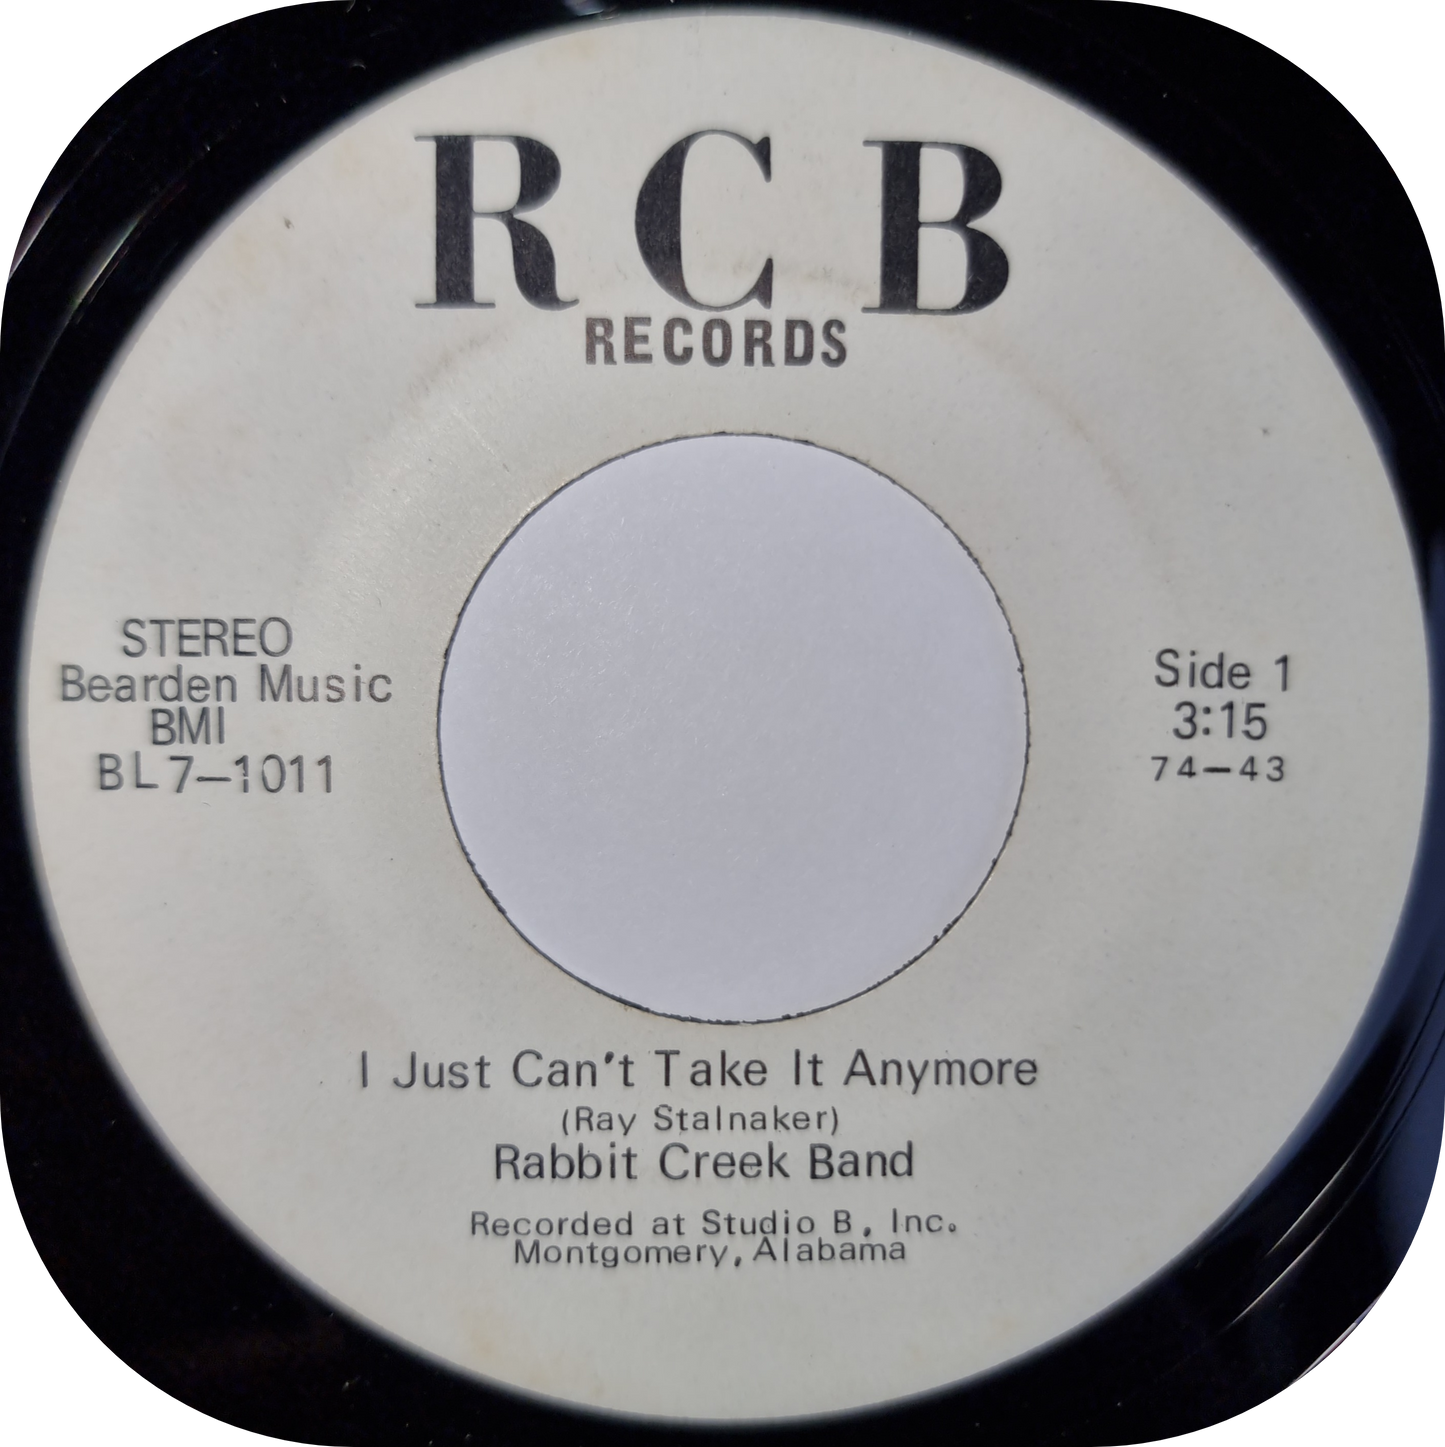 R C B
RECORDS
STEREO
Bearden Music
BMI
BL7-1011
Side 1
3:15
74-43
I Just Can't Take It Anymore
(Ray Stalnaker)
Rabbit Creek Band
Recorded at Studio B, Inc.
Montgomery, Alabama